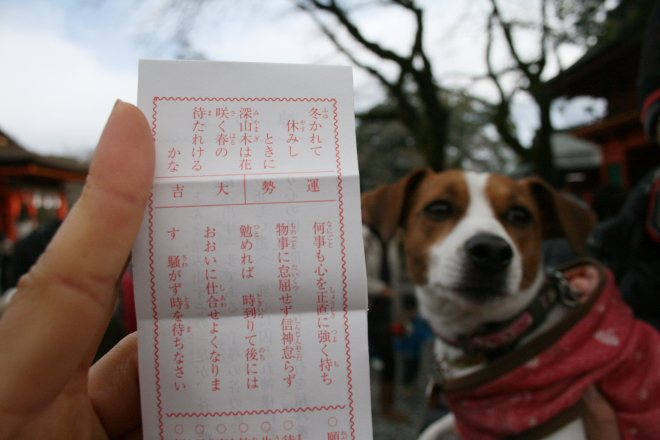 冬かれて
休みし
ときに
深山木は花
咲く春の
待たれける
かな
運勢
大吉
何事も心を正直に強く持ち
物事に怠屈せず信神怠らず
勉めれば 時到りて後には
おおいに仕合せよくなりま
す 騒がず時を待ちなさい
○願
○待